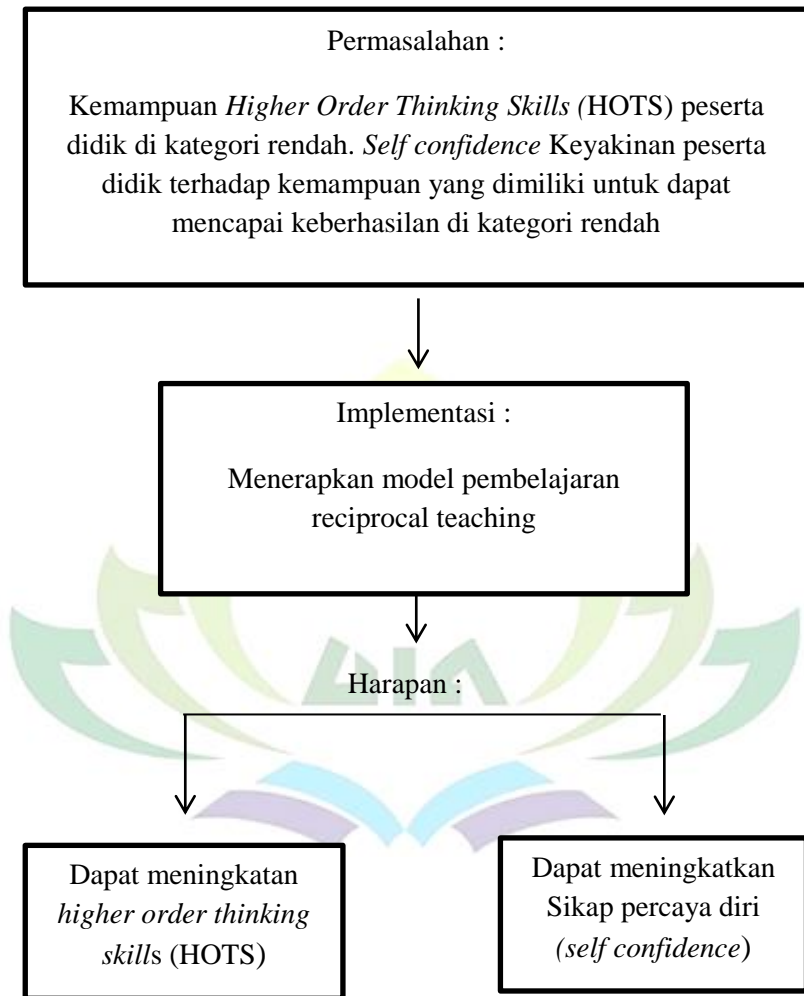 Permasalahan :
Kemampuan Higher Order Thinking Skills (HOTS) peserta
didik di kategori rendah. Self confidence Keyakinan peserta
didik terhadap kemampuan yang dimiliki untuk dapat
mencapai keberhasilan di kategori rendah
Implementasi :
Menerapkan model pembelajaran
reciprocal teaching
Harapan :
Dapat meningkatan
higher order thinking
skills (HOTS)
Dapat meningkatkan
Sikap percaya diri
(self confidence)